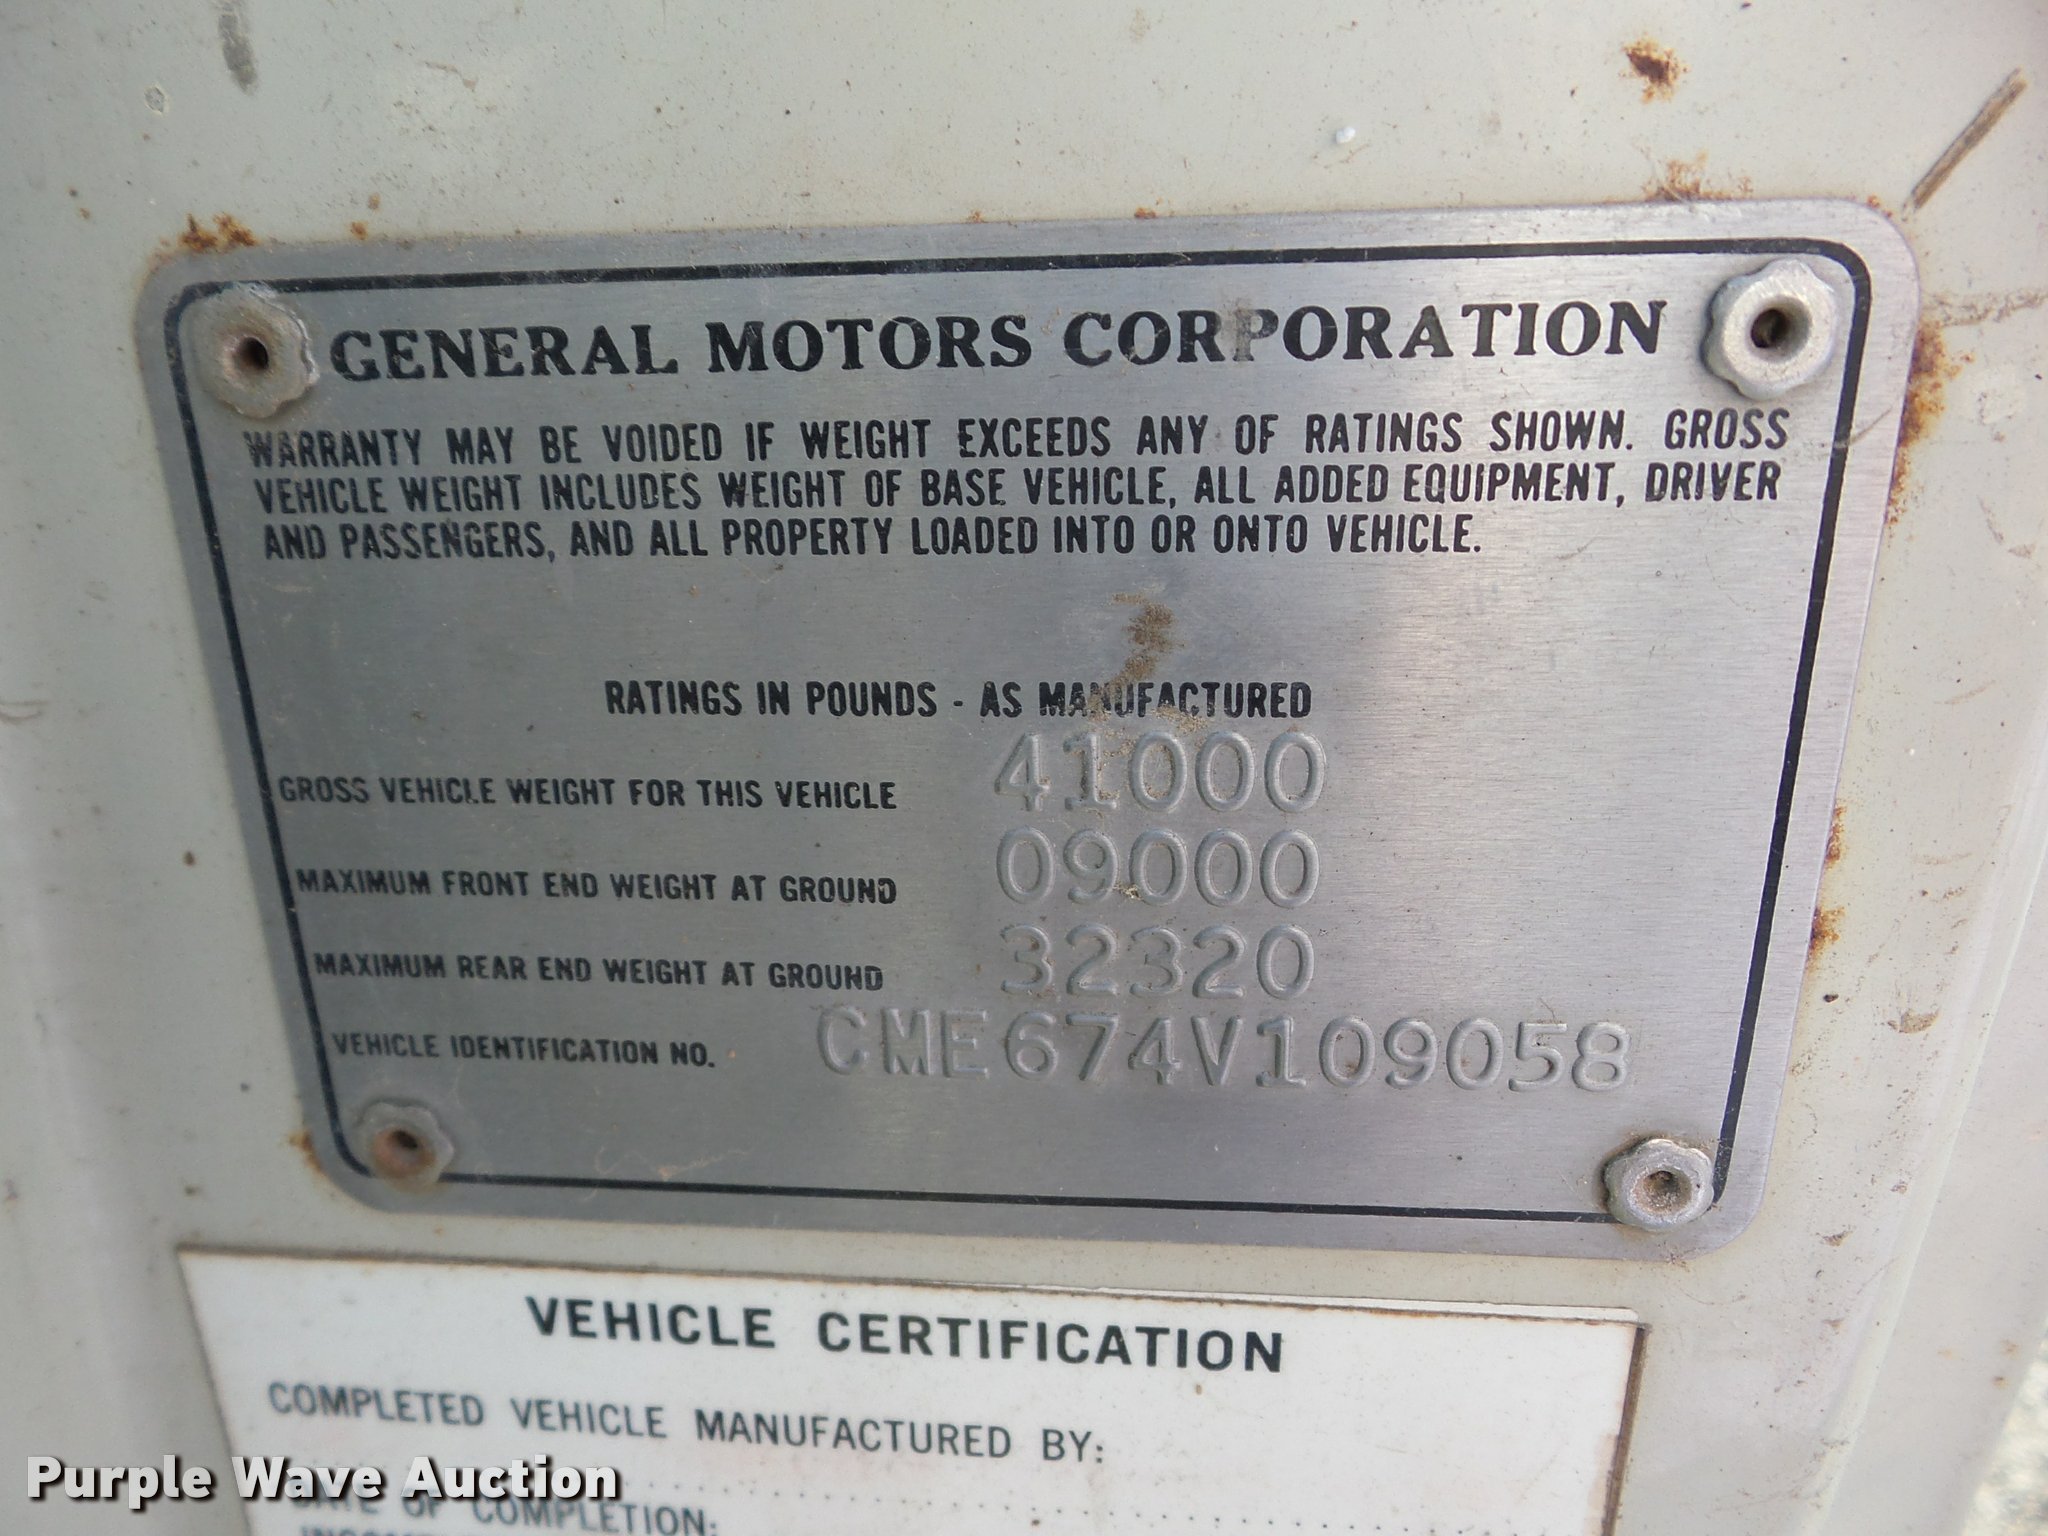 GENERAL MOTORS CORPORATION
WARRANTY MAY BE VOIDED IF WEIGHT EXCEEDS ANY OF RATINGS SHOWN. GROSS
VEHICLE WEIGHT INCLUDES WEIGHT OF BASE VEHICLE, ALL ADDED EQUIPMENT, DRIVER
AND PASSENGERS, AND ALL PROPERTY LOADED INTO OR ONTO VEHICLE.
RATINGS IN POUNDS - AS MANUFACTURED
GROSS VEHICLE WEIGHT FOR THIS VEHICLE 41000
MAXIMUM FRONT END WEIGHT AT GROUND 09000
MAXIMUM REAR END WEIGHT AT GROUND 32320
VEHICLE IDENTIFICATION NO. CME674V109058
VEHICLE CERTIFICATION
COMPLETED VEHICLE MANUFACTURED BY:
Purple Wave Auction
DATE OF COMPLETION: